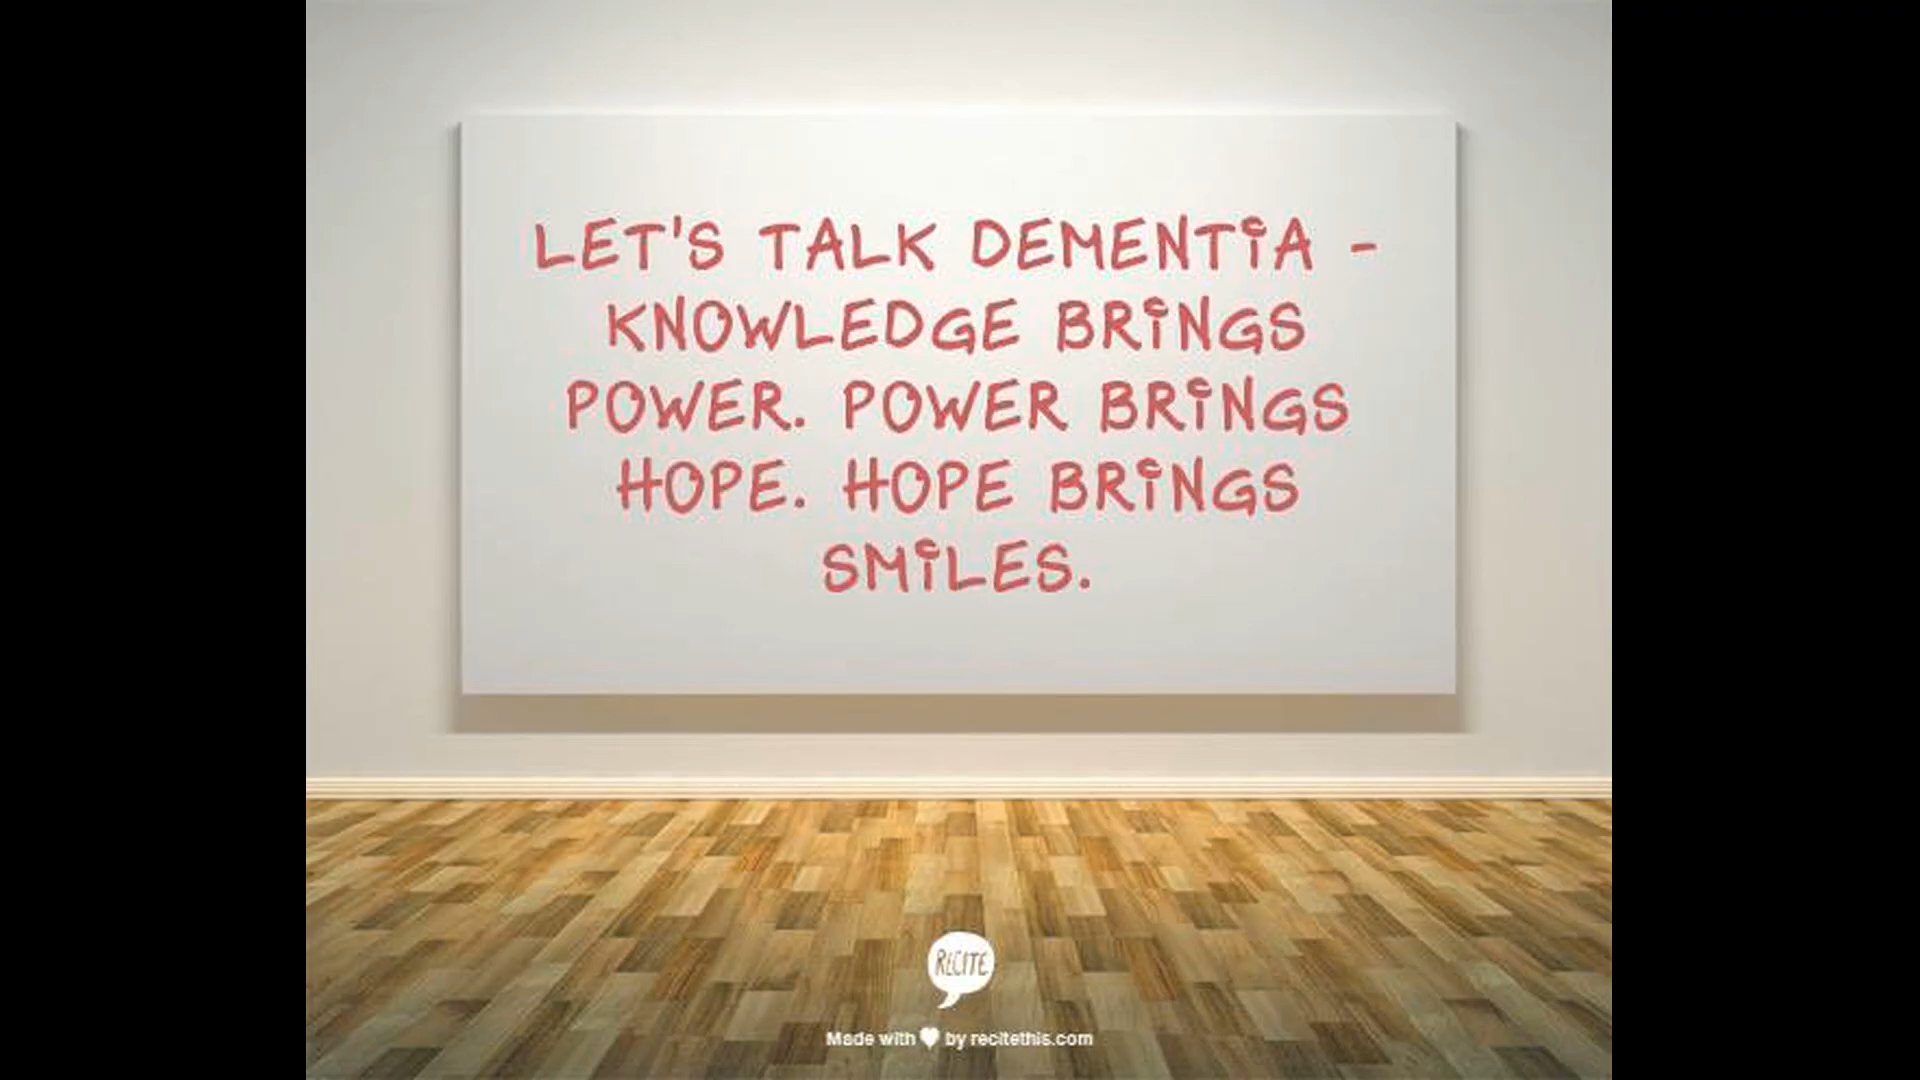 LET'S TALK DEMENTIA -
KNOWLEDGE BRINGS
POWER. POWER BRINGS
HOPE. HOPE BRINGS
SMILES.
RECITE
Made with ♥ by recitethis.com